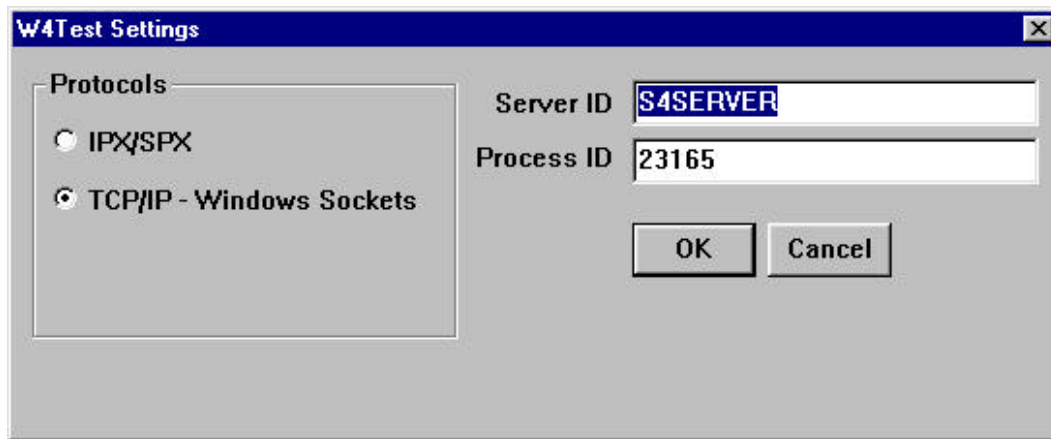 W4Test Settings
Protocols
IPX/SPX
TCP/IP - Windows Sockets
Server ID
S4SERVER
Process ID
23165
OK
Cancel